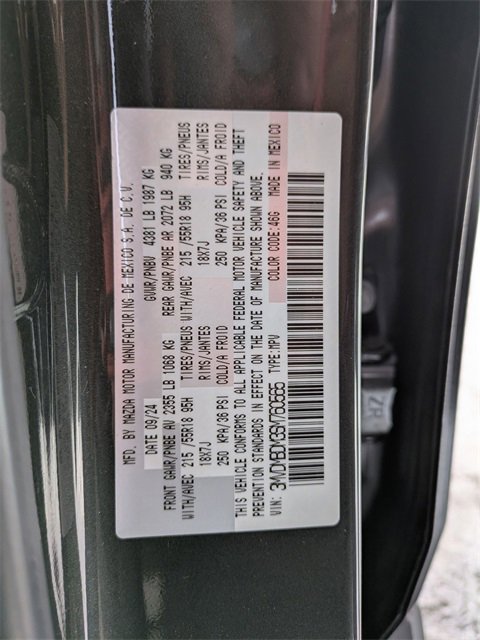 MFD. BY MAZDA MOTOR MANUFACTURING DE MEXICO S.A. DE C.V.
DATE 09/24 GVWR/PNBV 4381 LB 1987 KG
FRONT GAWR/PNBE AV 2355 LB 1068 KG REAR GAWR/PNBE AR 2072 LB 940 KG
WITH/AVEC 215 /55R18 95H TIRES/PNEUS WITH/AVEC 215 /55R18 95H TIRES/PNEUS
18X7J RIMS/JANTES 18X7J RIMS/JANTES
250 KPA/36 PSI COLD/A FROID 250 KPA/36 PSI COLD/A FROID
THIS VEHICLE CONFORMS TO ALL APPLICABLE FEDERAL MOTOR VEHICLE SAFETY AND THEFT
PREVENTION STANDARDS IN EFFECT ON THE DATE OF MANUFACTURE SHOWN ABOVE.
VIN: TYPE:MPV COLOR CODE:46G MADE IN MEXICO